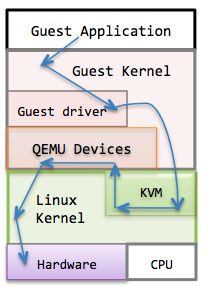 Guest Application
Guest Kernel
Guest driver
QEMU Devices
KVM
Linux
Kernel
Hardware
CPU